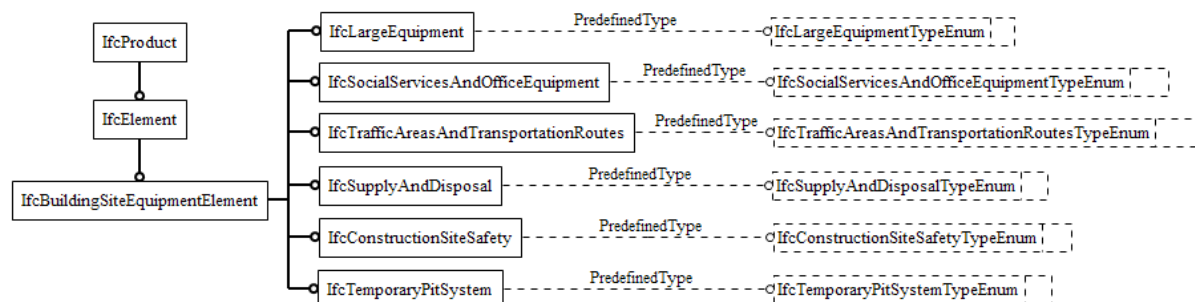 IfcProduct
IfcElement
IfcBuildingSiteEquipmentElement
IfcLargeEquipment
PredefinedType
IfcLargeEquipmentTypeEnum
IfcSocialServicesAndOfficeEquipment
PredefinedType
IfcSocialServicesAndOfficeEquipmentTypeEnum
IfcTrafficAreasAndTransportationRoutes
PredefinedType
IfcTrafficAreasAndTransportationRoutesTypeEnum
IfcSupplyAndDisposal
PredefinedType
IfcSupplyAndDisposalTypeEnum
IfcConstructionSiteSafety
PredefinedType
IfcConstructionSiteSafetyTypeEnum
IfcTemporaryPitSystem
PredefinedType
IfcTemporaryPitSystemTypeEnum